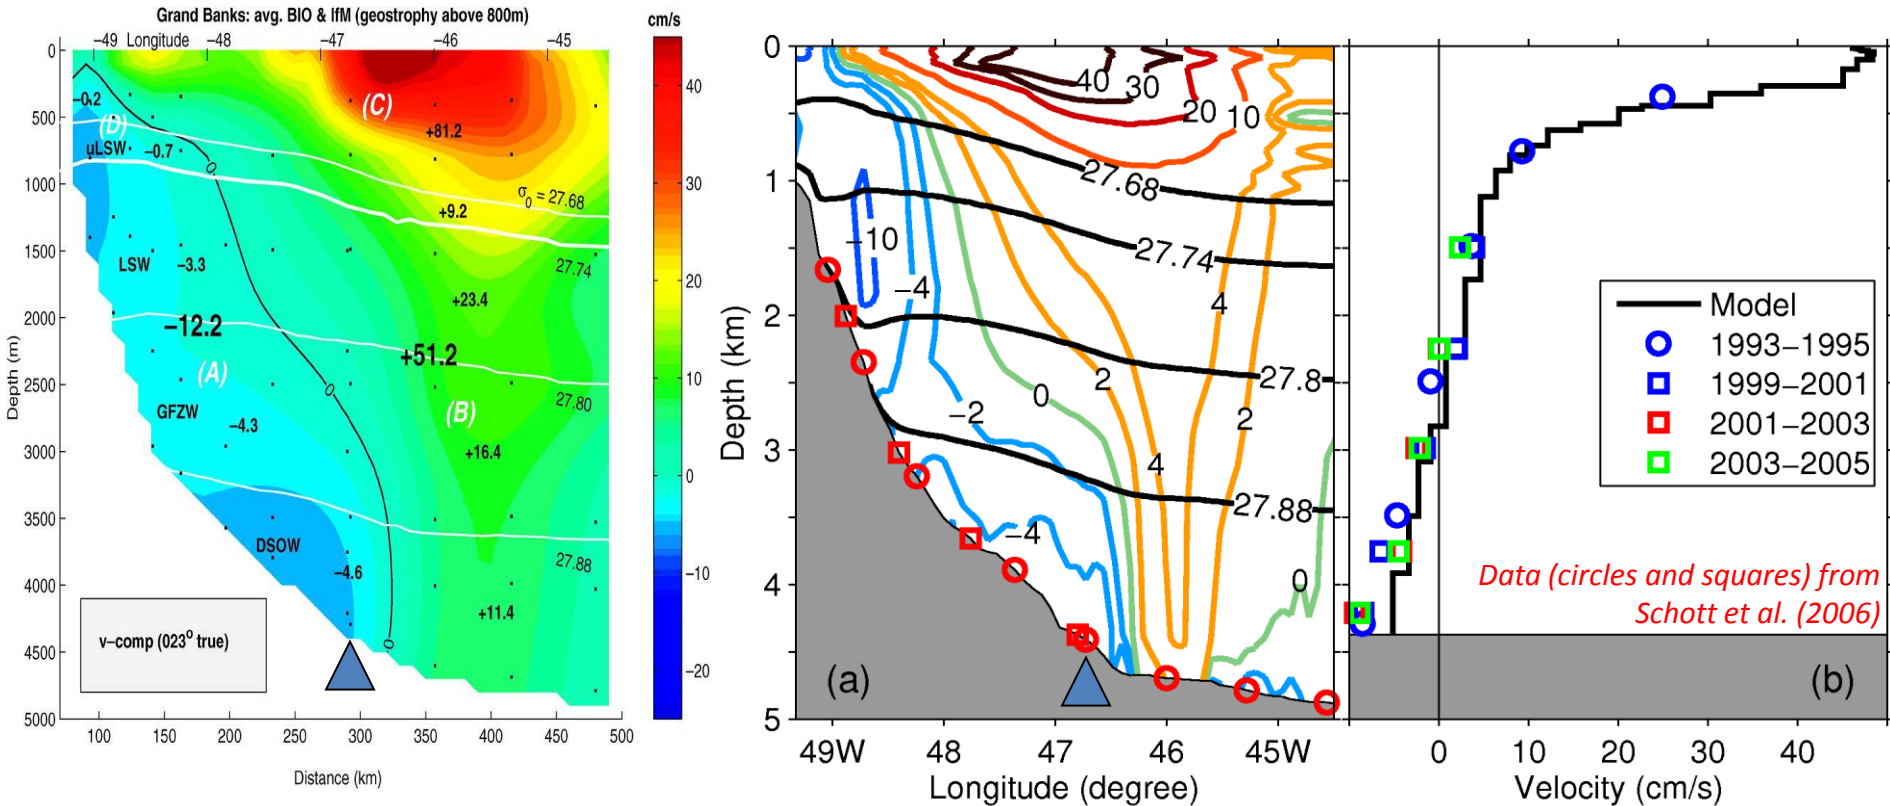 Grand Banks: avg. BIO & IfM (geostrophy above 800m)
cm/s
−49 Longitude −48 −47 −46 −45
0
500
1000
1500
2000
2500
3000
3500
4000
4500
5000
Depth (m)
100 150 200 250 300 350 400 450 500
Distance (km)
−0.2
(D)
uLSW
−0.7
0
(C)
+81.2
σ0 = 27.68
+9.2
LSW
−3.3
27.74
+23.4
−12.2
+51.2
(A)
0
27.80
GFZW
−4.3
(B)
+16.4
DSOW
−4.6
27.88
+11.4
0
v−comp (023o true)
40
30
20
10
0
−10
−20
0
1
2
3
4
5
Depth (km)
40 30
20 10
27.68
−10
27.74
−4
4
2
27.8
0
−2
2
4
27.88
−4
0
(a)
49W 48 47 46 45W
Longitude (degree)
Model
1993−1995
1999−2001
2001−2003
2003−2005
Data (circles and squares) from
Schott et al. (2006)
(b)
0 10 20 30 40
Velocity (cm/s)